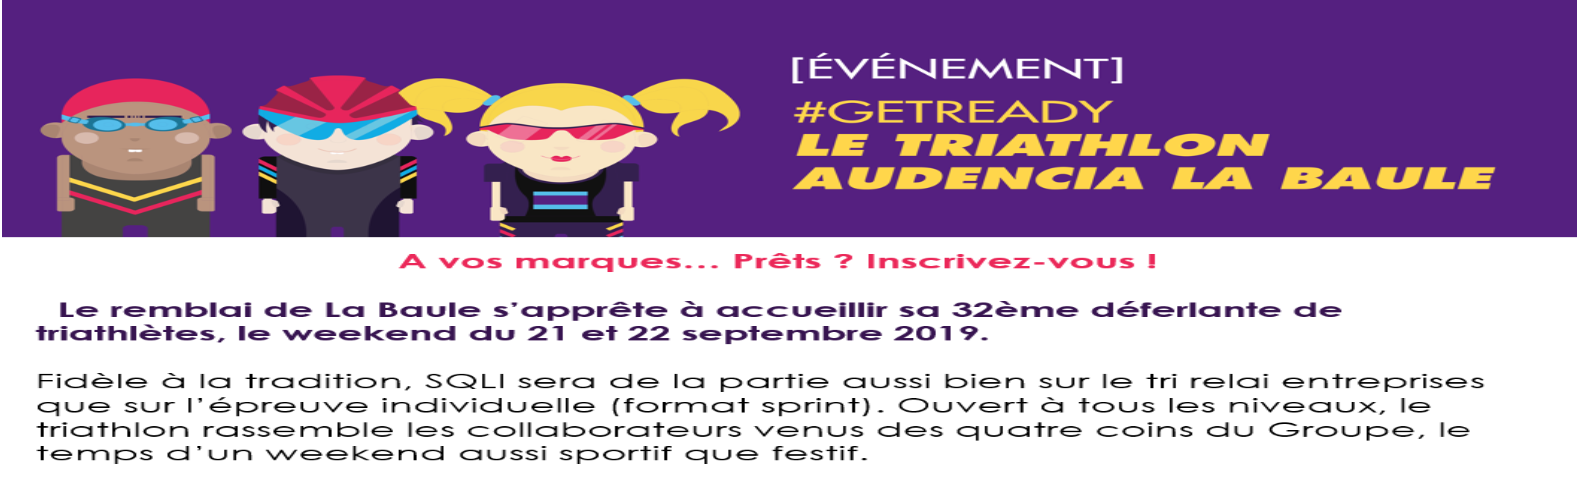 [ÉVÉNEMENT]
#GETREADY
LE TRIATHLON
AUDENCIA LA BAULE
A vos marques... Prêts ? Inscrivez-vous !
Le remblai de La Baule s'apprête à accueillir sa 32ème déferlante de
triathlètes, le weekend du 21 et 22 septembre 2019.
Fidèle à la tradition, SQLI sera de la partie aussi bien sur le tri relai entreprises
que sur l'épreuve individuelle (format sprint). Ouvert à tous les niveaux, le
triathlon rassemble les collaborateurs venus des quatre coins du Groupe, le
temps d'un weekend aussi sportif que festif.